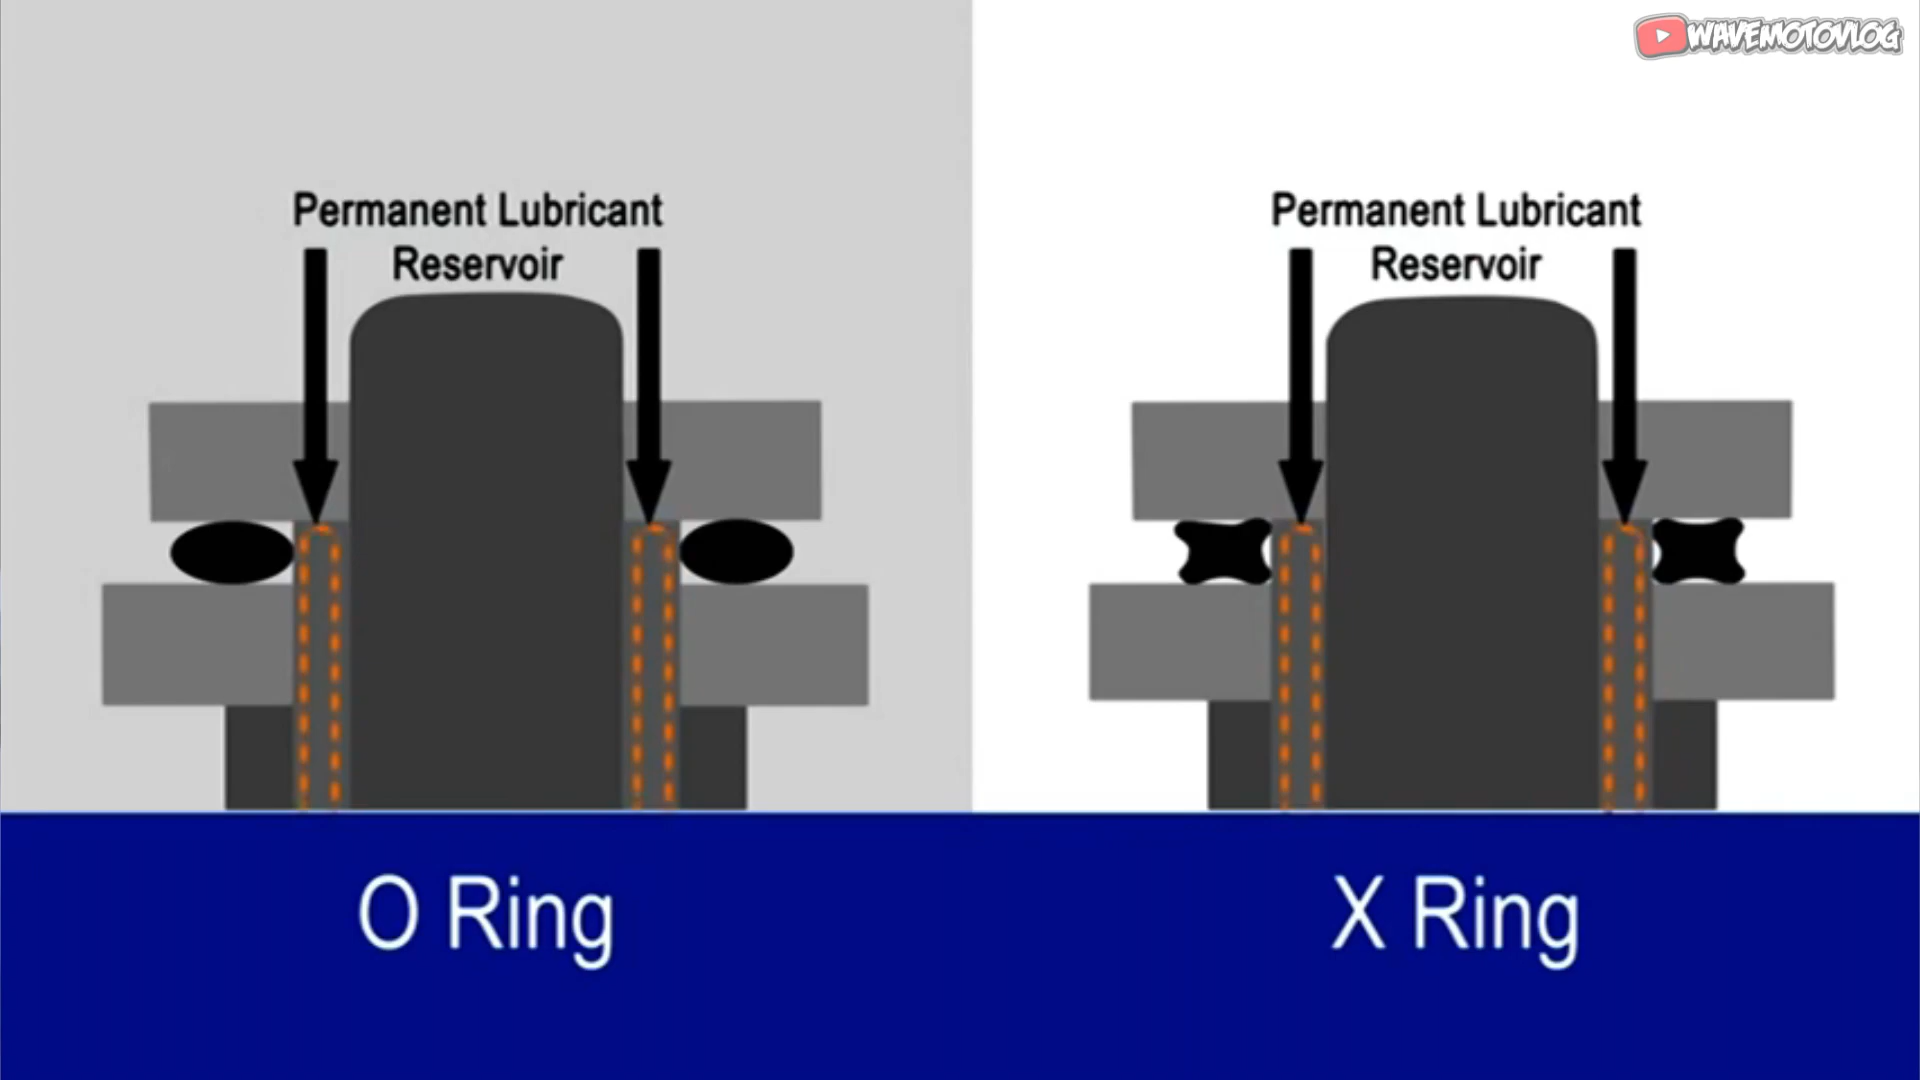 WAVEMOTOVLOG
Permanent Lubricant
Reservoir
Permanent Lubricant
Reservoir
O Ring
X Ring